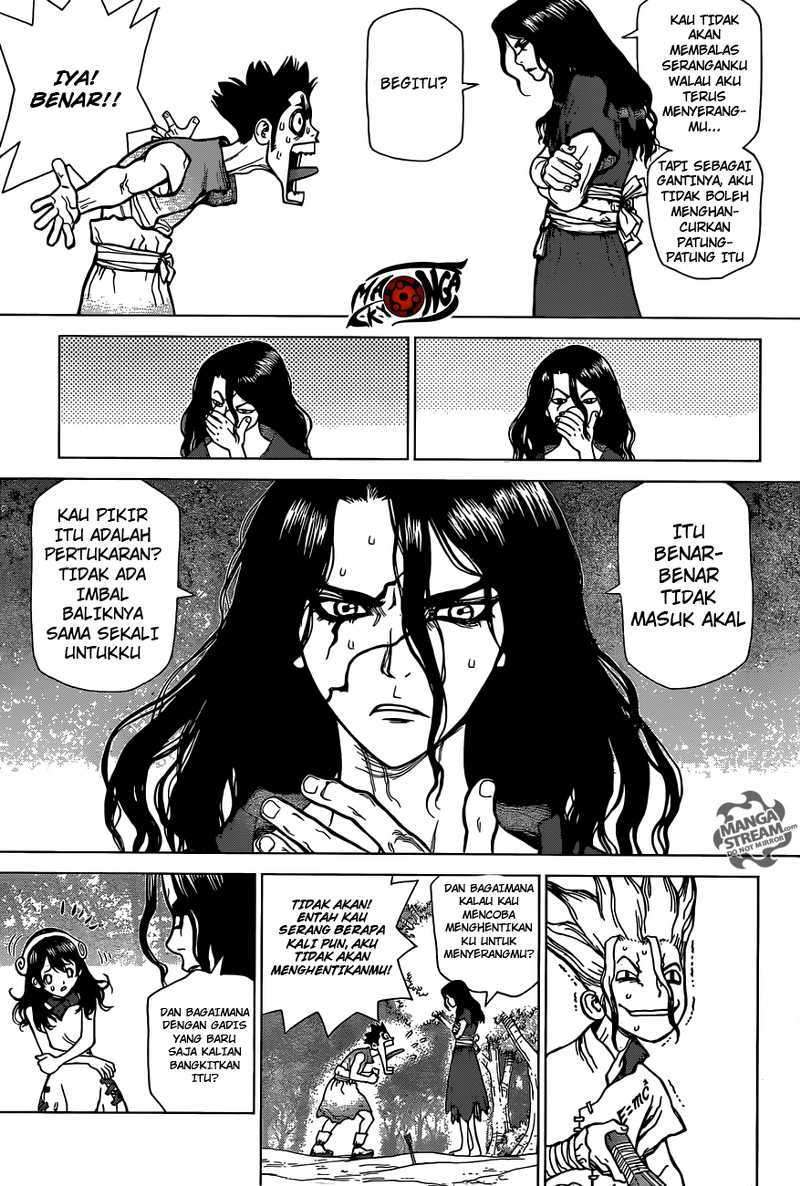 KAU TIDAK
AKAN
MEMBALAS
SERANGANKU
WALAU AKU
TERUS
MENYERANG-
MU...
TAPI SEBAGAI
GANTINYA, AKU
TIDAK BOLEH
MENGHAN-
CURKAN
PATUNG-
PATUNG ITU
BEGITU?
IYA!
BENAR!!
MANGA
ITU
BENAR-
BENAR
TIDAK
MASUK AKAL
KAU PIKIR
ITU ADALAH
PERTUKARAN?
TIDAK ADA
IMBAL
BALIKNYA
SAMA SEKALI
UNTUKKU
MANGA
STREAM.com
DO NOT MIRROR
E=mc²
DAN BAGAIMANA
KALAU KAU
MENCOBA
MENGHENTIKAN
KU UNTUK
MENYERANGMU?
TIDAK AKAN!
ENTAH KAU
SERANG BERAPA
KALI PUN, AKU
TIDAK AKAN
MENGHENTIKANMU!
DAN BAGAIMANA
DENGAN GADIS
YANG BARU
SAJA KALIAN
BANGKITKAN
ITU?